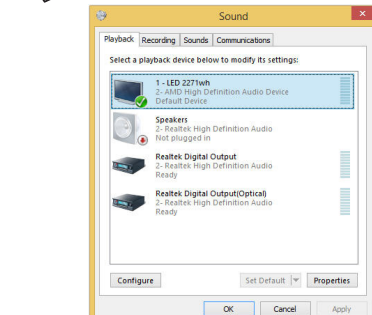 Sound
Playback Recording Sounds Communications
Select a playback device below to modify its settings:
1 - LED 2271wh
2- AMD High Definition Audio Device
Default Device
Speakers
2- Realtek High Definition Audio
Not plugged in
Realtek Digital Output
2- Realtek High Definition Audio
Ready
Realtek Digital Output(Optical)
2- Realtek High Definition Audio
Ready
Configure Set Default Properties
OK Cancel Apply